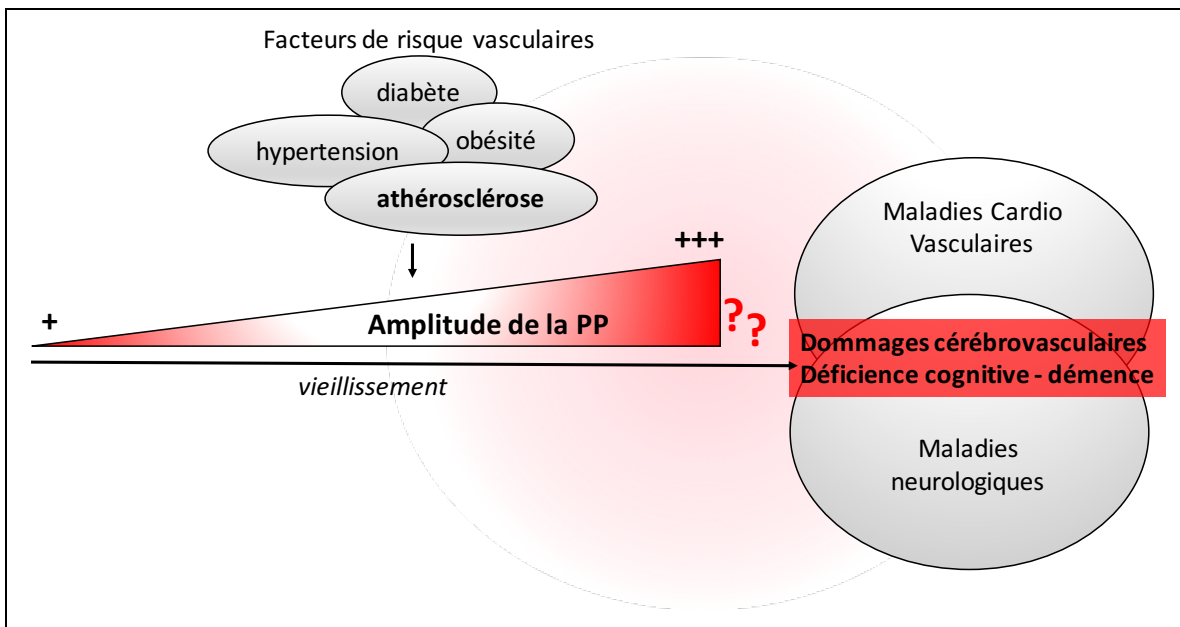 Facteurs de risque vasculaires
diabète
obésité
hypertension
athérosclérose
Maladies Cardio
Vasculaires
+++
+
Amplitude de la PP
??
Dommages cérébrovasculaires
Déficience cognitive - démence
vieillissement
Maladies
neurologiques